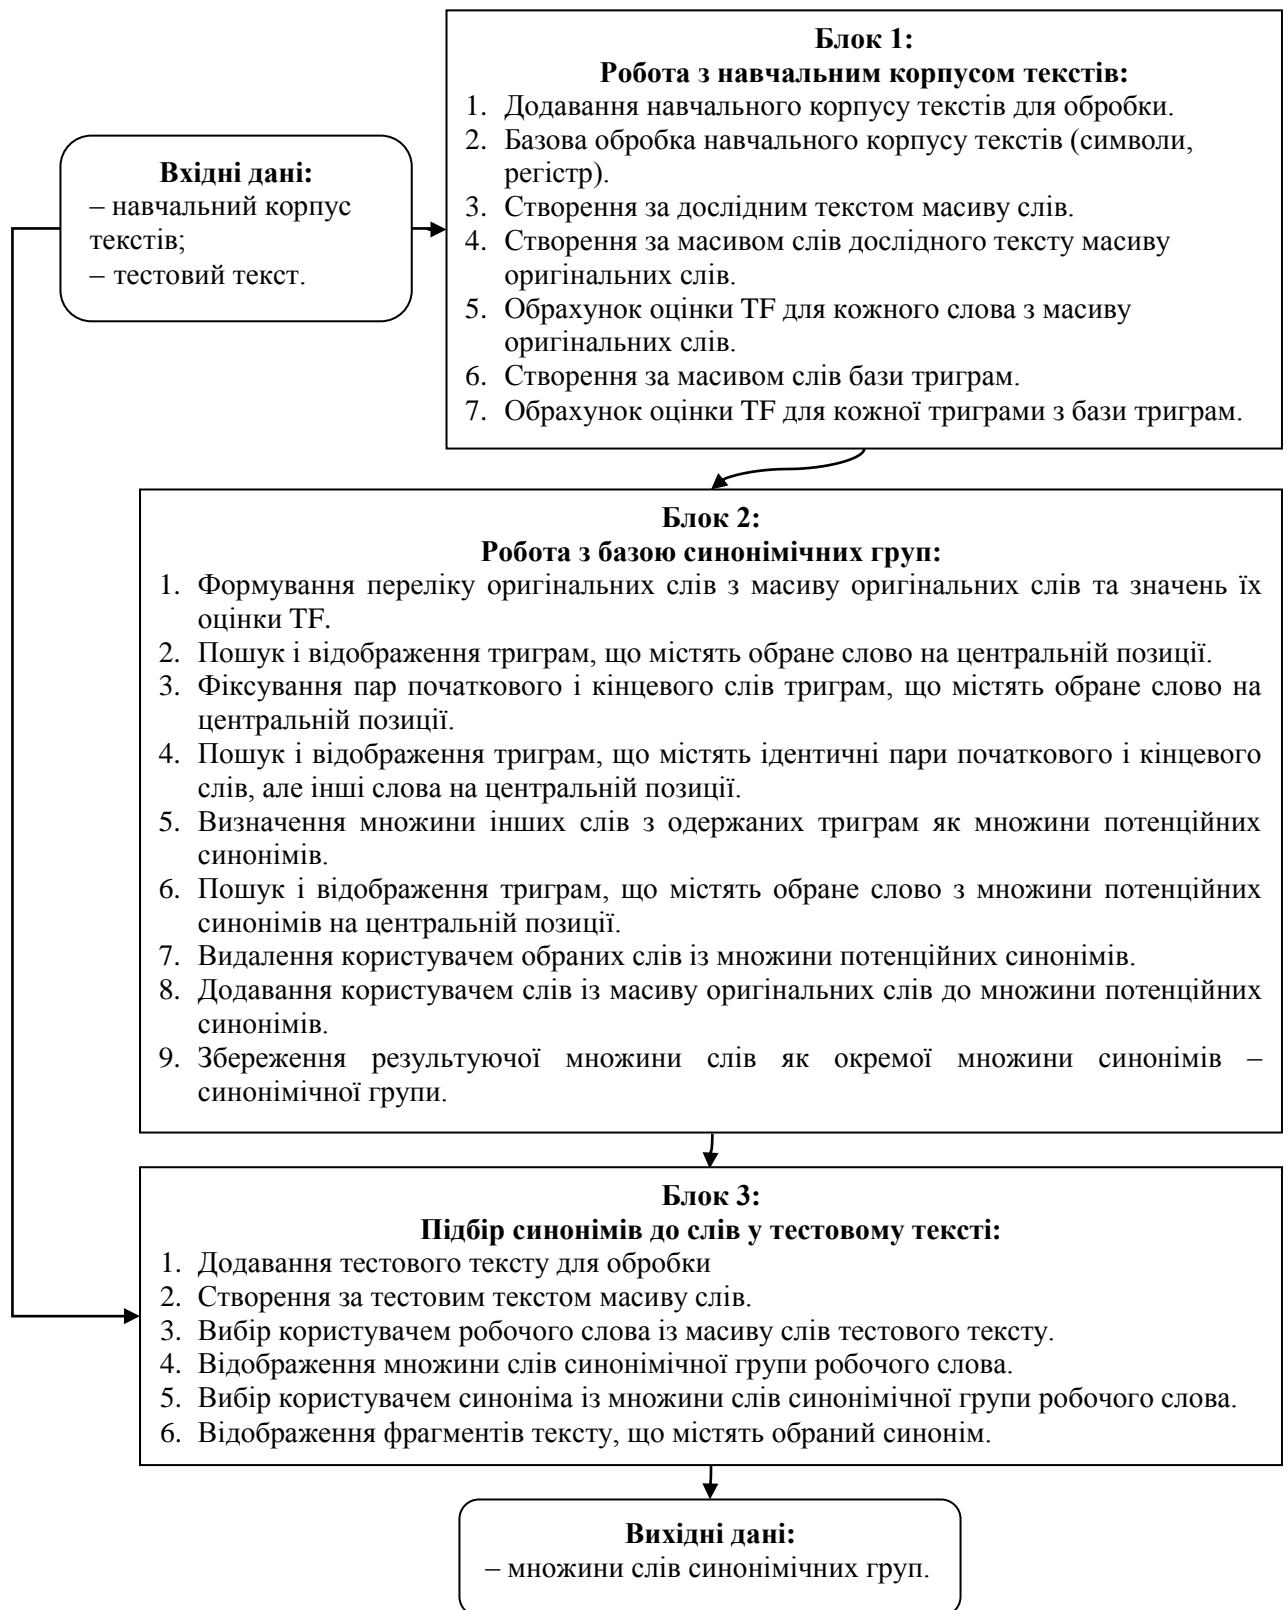 Блок 1:
Робота з навчальним корпусом текстів:
1. Додавання навчального корпусу текстів для обробки.
2. Базова обробка навчального корпусу текстів (символи,
регістр).
3. Створення за дослідним текстом масиву слів.
4. Створення за масивом слів дослідного тексту масиву
оригінальних слів.
5. Обрахунок оцінки TF для кожного слова з масиву
оригінальних слів.
6. Створення за масивом слів бази триграм.
7. Обрахунок оцінки TF для кожної триграми з бази триграм.
Вхідні дані:
– навчальний корпус
текстів;
– тестовий текст.
Блок 2:
Робота з базою синонімічних груп:
1. Формування переліку оригінальних слів з масиву оригінальних слів та значень їх
оцінки TF.
2. Пошук і відображення триграм, що містять обране слово на центральній позиції.
3. Фіксування пар початкового і кінцевого слів триграм, що містять обране слово на
центральній позиції.
4. Пошук і відображення триграм, що містять ідентичні пари початкового і кінцевого
слів, але інші слова на центральній позиції.
5. Визначення множини інших слів з одержаних триграм як множини потенційних
синонімів.
6. Пошук і відображення триграм, що містять обране слово з множини потенційних
синонімів на центральній позиції.
7. Видалення користувачем обраних слів із множини потенційних синонімів.
8. Додавання користувачем слів із масиву оригінальних слів до множини потенційних
синонімів.
9. Збереження результуючої множини слів як окремої множини синонімів –
синонімічної групи.
Блок 3:
Підбір синонімів до слів у тестовому тексті:
1. Додавання тестового тексту для обробки
2. Створення за тестовим текстом масиву слів.
3. Вибір користувачем робочого слова із масиву слів тестового тексту.
4. Відображення множини слів синонімічної групи робочого слова.
5. Вибір користувачем синоніма із множини слів синонімічної групи робочого слова.
6. Відображення фрагментів тексту, що містять обраний синонім.
Вихідні дані:
– множини слів синонімічних груп.